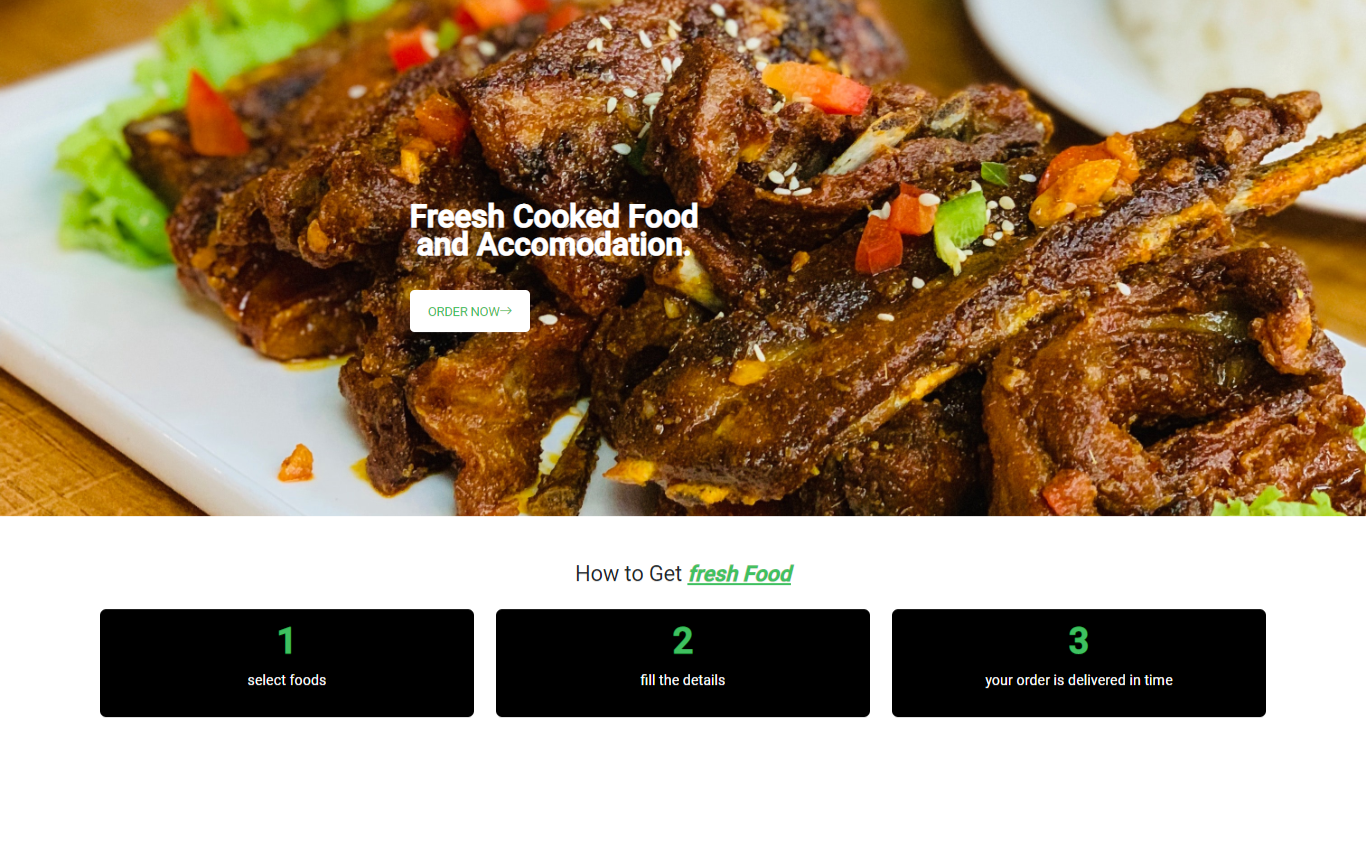 Freesh Cooked Food
and Accomodation.
ORDER NOW→
How to Get fresh Food
1
select foods
2
fill the details
3
your order is delivered in time